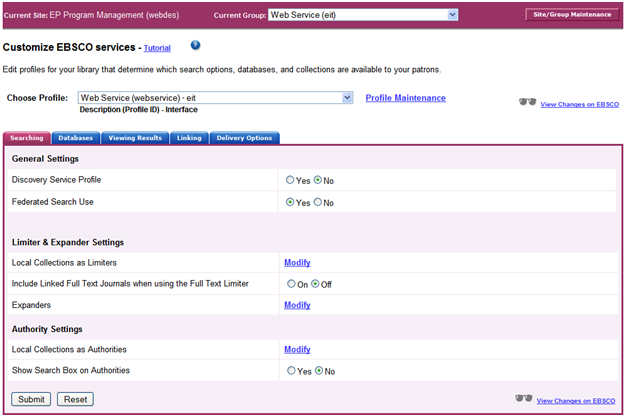 Current Site: EP Program Management (webdes) Current Group: Web Service (eit) Site/Group Maintenance
Customize EBSCO services - Tutorial ?
Edit profiles for your library that determine which search options, databases, and collections are available to your patrons.
Choose Profile: Web Service (webservice) - eit Profile Maintenance
Description (Profile ID) - Interface
View Changes on EBSCO
Searching Databases Viewing Results Linking Delivery Options
General Settings
Discovery Service Profile Yes No
Federated Search Use Yes No
Limiter & Expander Settings
Local Collections as Limiters Modify
Include Linked Full Text Journals when using the Full Text Limiter On Off
Expanders Modify
Authority Settings
Local Collections as Authorities Modify
Show Search Box on Authorities Yes No
Submit Reset View Changes on EBSCO